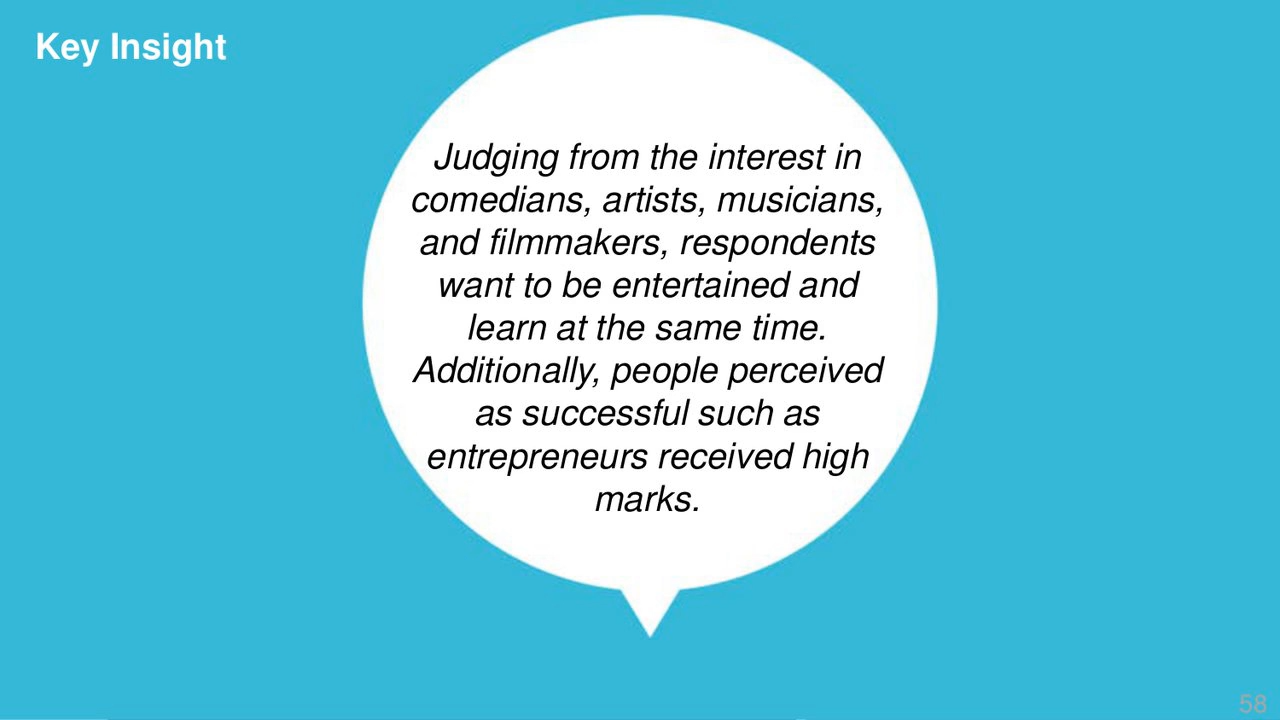 Key Insight
Judging from the interest in
comedians, artists, musicians,
and filmmakers, respondents
want to be entertained and
learn at the same time.
Additionally, people perceived
as successful such as
entrepreneurs received high
marks.
58